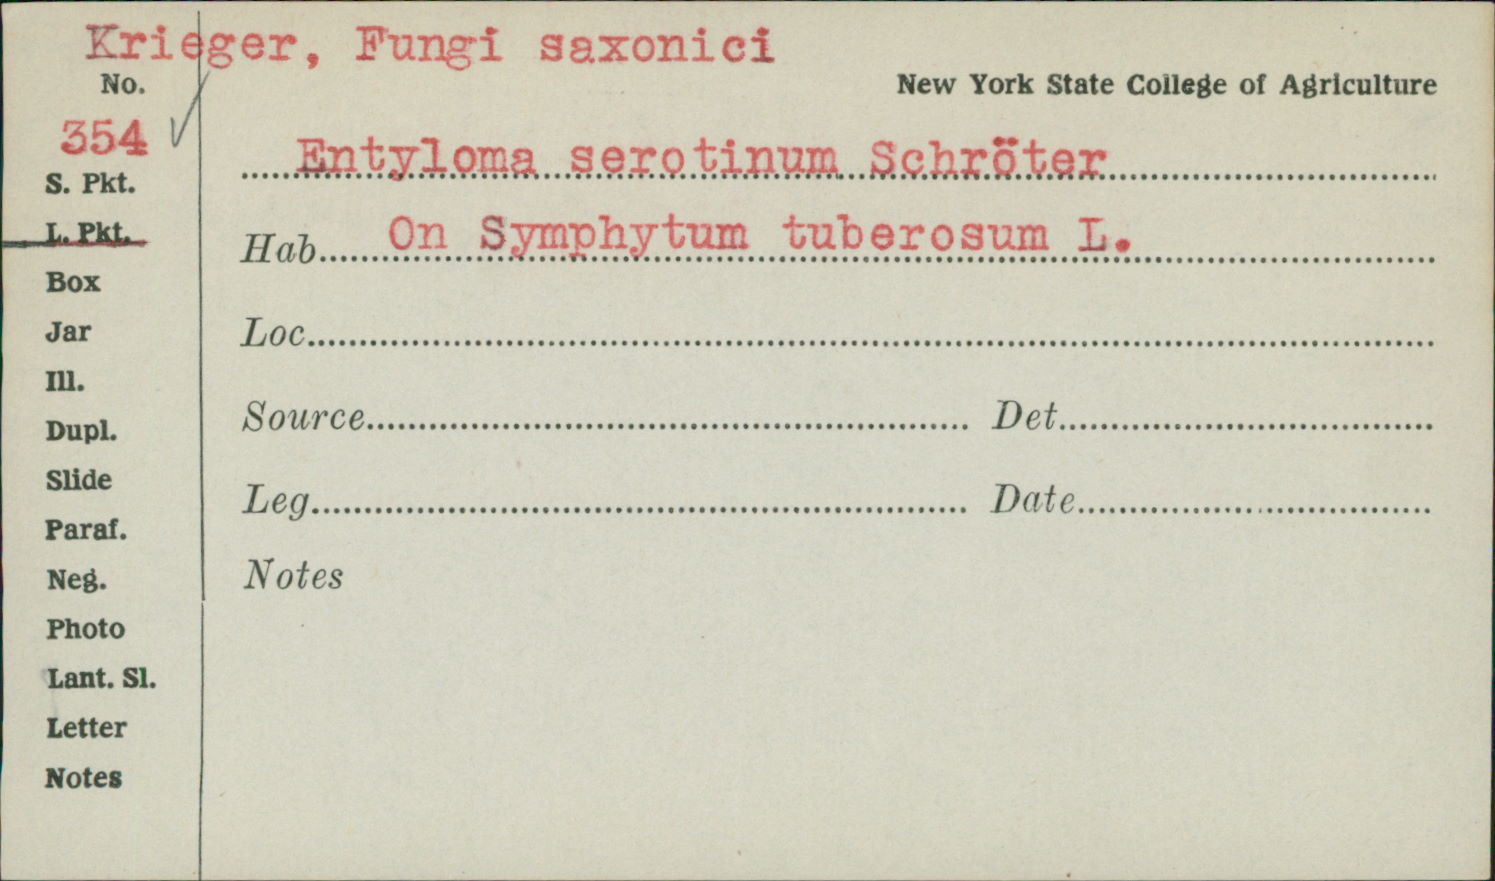 Krieger, Fungi saxonici
No.
New York State College of Agriculture
354 ✓
Entyloma serotinum Schröter
S. Pkt.
L. Pkt.
Hab. On Symphytum tuberosum L.
Box
Jar
Loc.
Ill.
Dupl.
Source Det.
Slide
Leg. Date
Paraf.
Neg.
Notes
Photo
Lant. Sl.
Letter
Notes